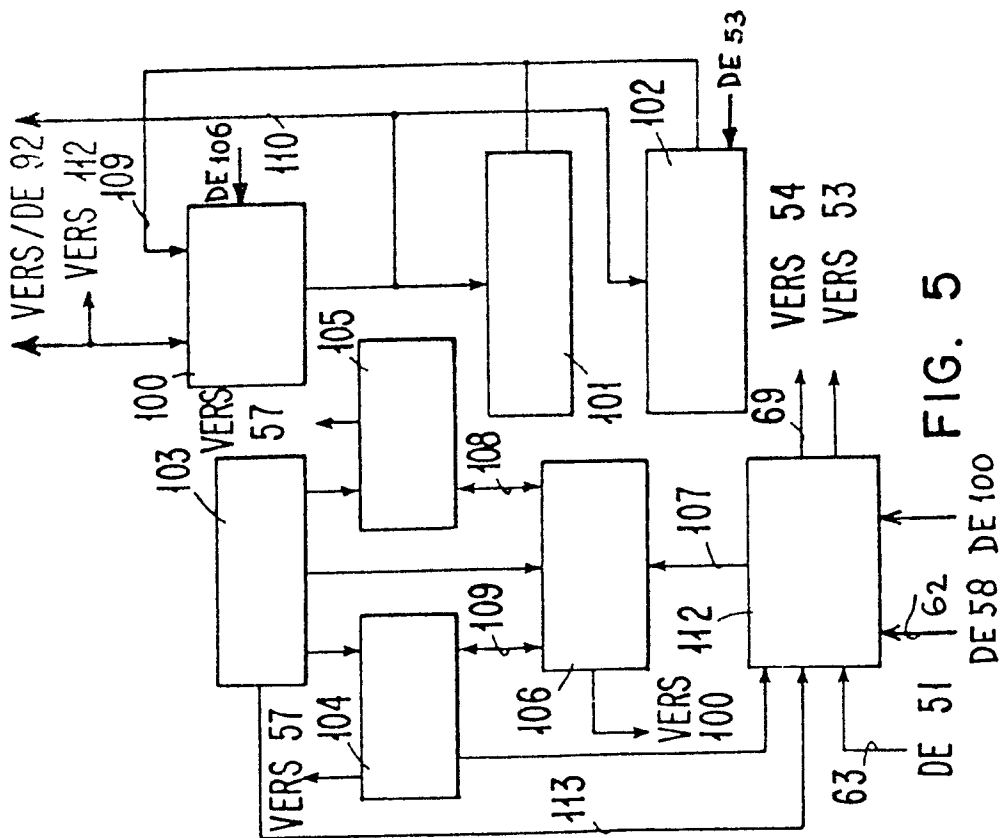 VERS/DE 92
VERS 112
109
DE 106
110
100
VERS
57
103
105
101
102
DE 53
VERS 57
104
109
108
106
VERS
100
107
112
69
VERS 54
VERS 53
113
63
DE 51
62
DE 58
DE 100
FIG. 5